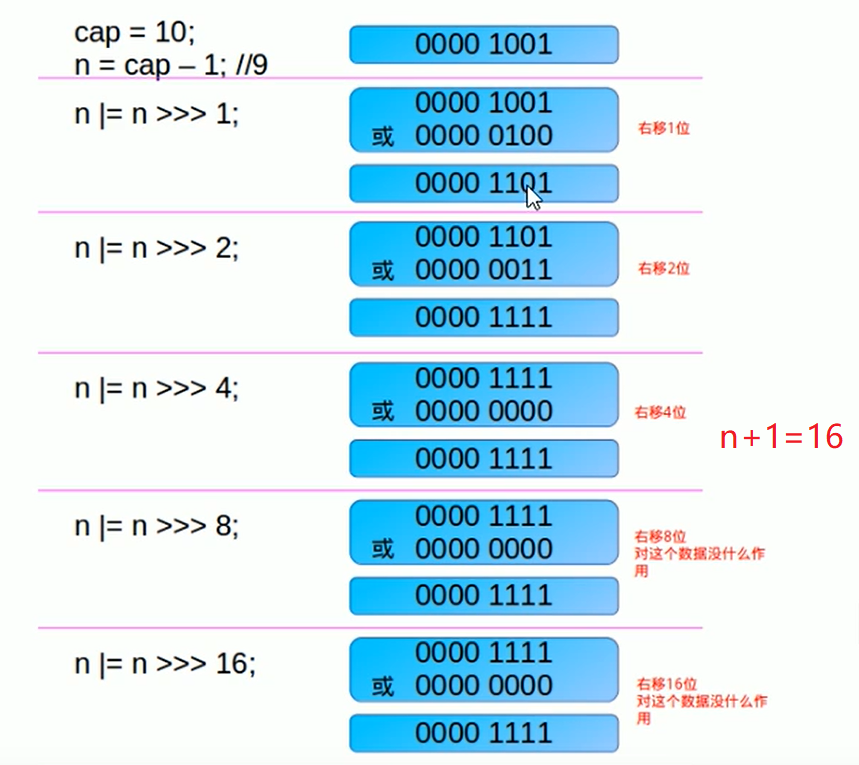 cap = 10;
n = cap – 1; //9
0000 1001
n |= n >>> 1;
0000 1001
或 0000 0100
右移1位
0000 1101
n |= n >>> 2;
0000 1101
或 0000 0011
右移2位
0000 1111
n |= n >>> 4;
0000 1111
或 0000 0000
右移4位
n+1=16
0000 1111
n |= n >>> 8;
0000 1111
或 0000 0000
右移8位
对这个数据没什么作
用
0000 1111
n |= n >>> 16;
0000 1111
或 0000 0000
右移16位
对这个数据没什么作
用
0000 1111